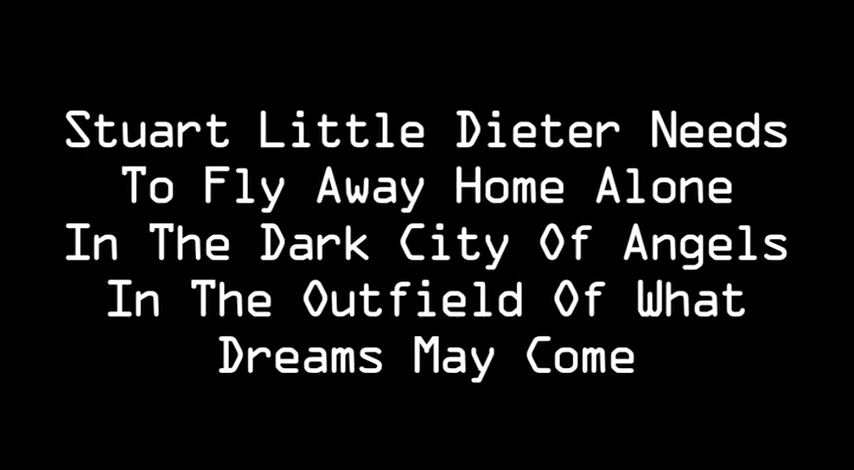 Stuart Little Dieter Needs
To Fly Away Home Alone
In The Dark City Of Angels
In The Outfield Of What
Dreams May Come